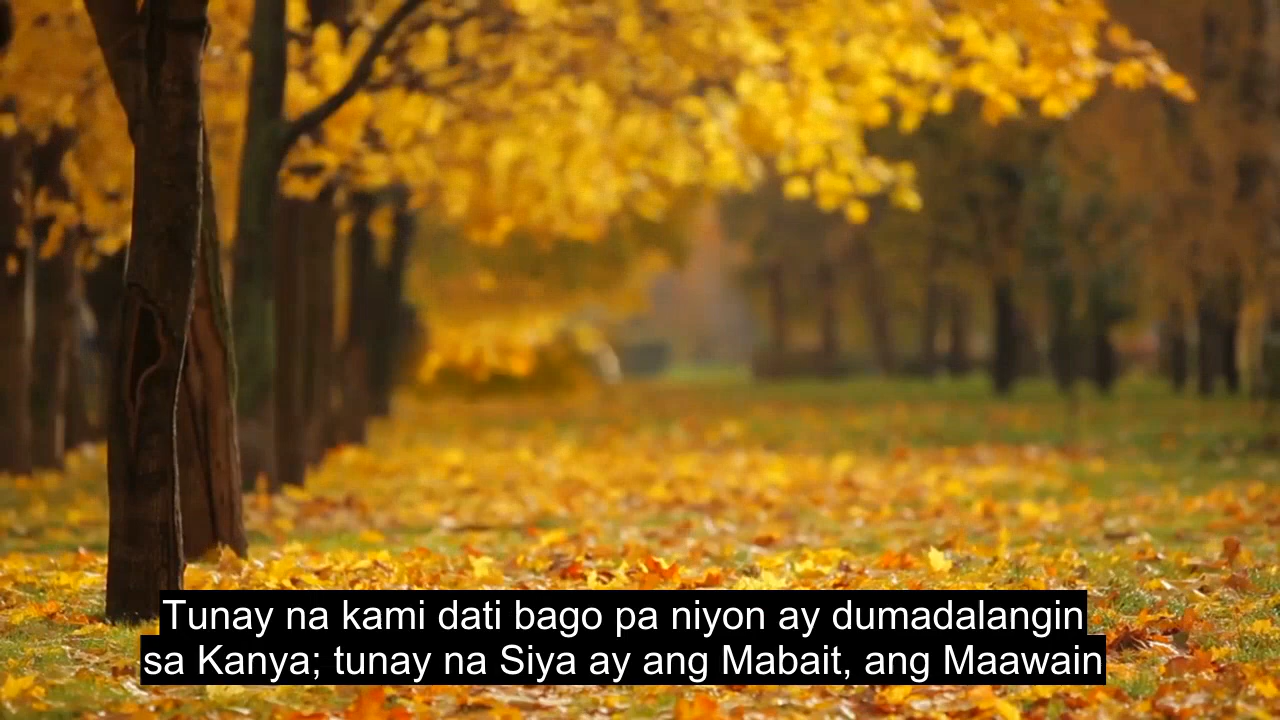 Tunay na kami dati bago pa niyon ay dumadalangin
sa Kanya; tunay na Siya ay ang Mabait, ang Maawain